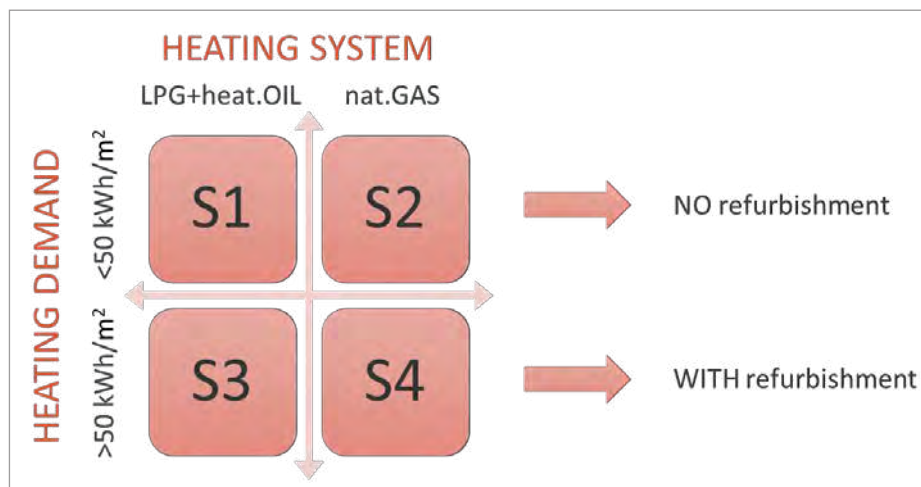 HEATING SYSTEM
LPG+heat.OIL nat.GAS
HEATING DEMAND
<50 kWh/m²
S1 S2
NO refurbishment
>50 kWh/m²
S3 S4
WITH refurbishment